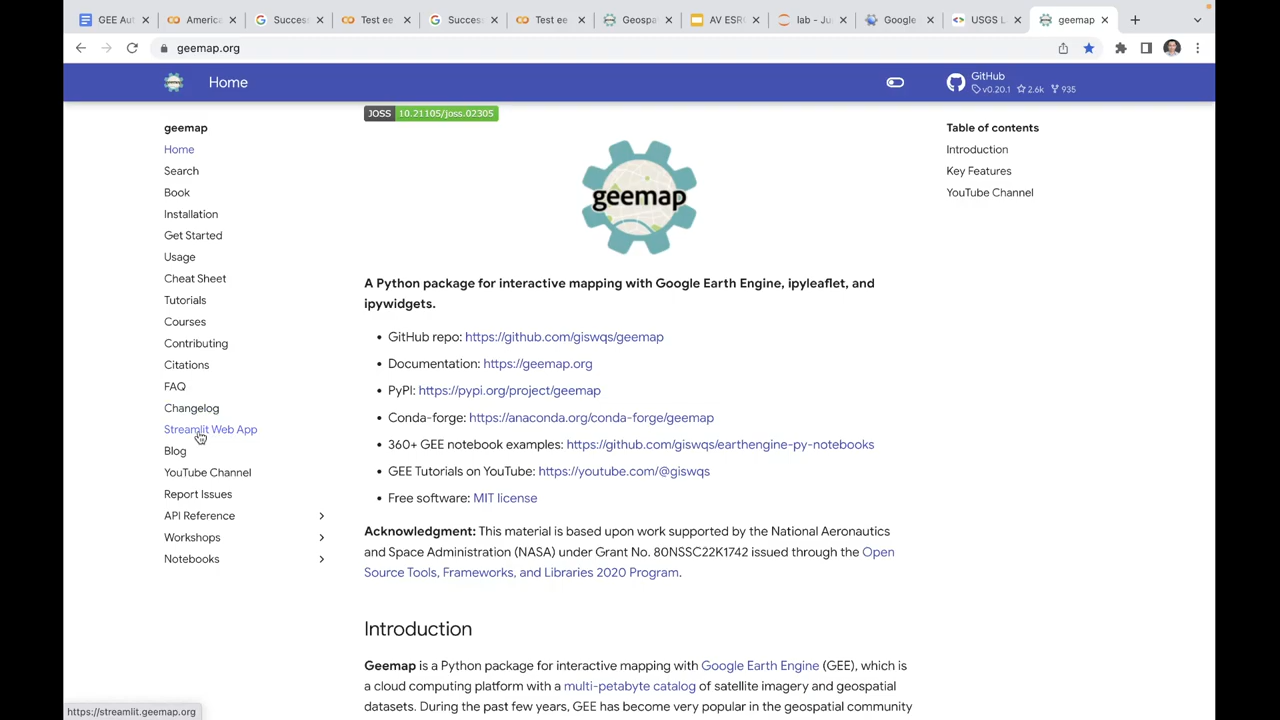 GEE Aut
America
Success
Test ee
Succes
Test ee
Geospa
AV ESR
lab - Ju
Google
USGS L
geemap
geemap.org
Home
GitHub
v0.20.1 2.6k 935
geemap
Home
Search
Book
Installation
Get Started
Usage
Cheat Sheet
Tutorials
Courses
Contributing
Citations
FAQ
Changelog
Streamlit Web App
Blog
YouTube Channel
Report Issues
API Reference
Workshops
Notebooks
JOSS 10.21105/joss.02305
geemap
A Python package for interactive mapping with Google Earth Engine, ipyleaflet, and
ipywidgets.
• GitHub repo: https://github.com/giswqs/geemap
• Documentation: https://geemap.org
• PyPI: https://pypi.org/project/geemap
• Conda-forge: https://anaconda.org/conda-forge/geemap
• 360+ GEE notebook examples: https://github.com/giswqs/earthengine-py-notebooks
• GEE Tutorials on YouTube: https://youtube.com/@giswqs
• Free software: MIT license
Acknowledgment: This material is based upon work supported by the National Aeronautics
and Space Administration (NASA) under Grant No. 80NSSC22K1742 issued through the Open
Source Tools, Frameworks, and Libraries 2020 Program.
Introduction
Geemap is a Python package for interactive mapping with Google Earth Engine (GEE), which is
a cloud computing platform with a multi-petabyte catalog of satellite imagery and geospatial
datasets. During the past few years, GEE has become very popular in the geospatial community
Table of contents
Introduction
Key Features
YouTube Channel
https://streamlit.geemap.org